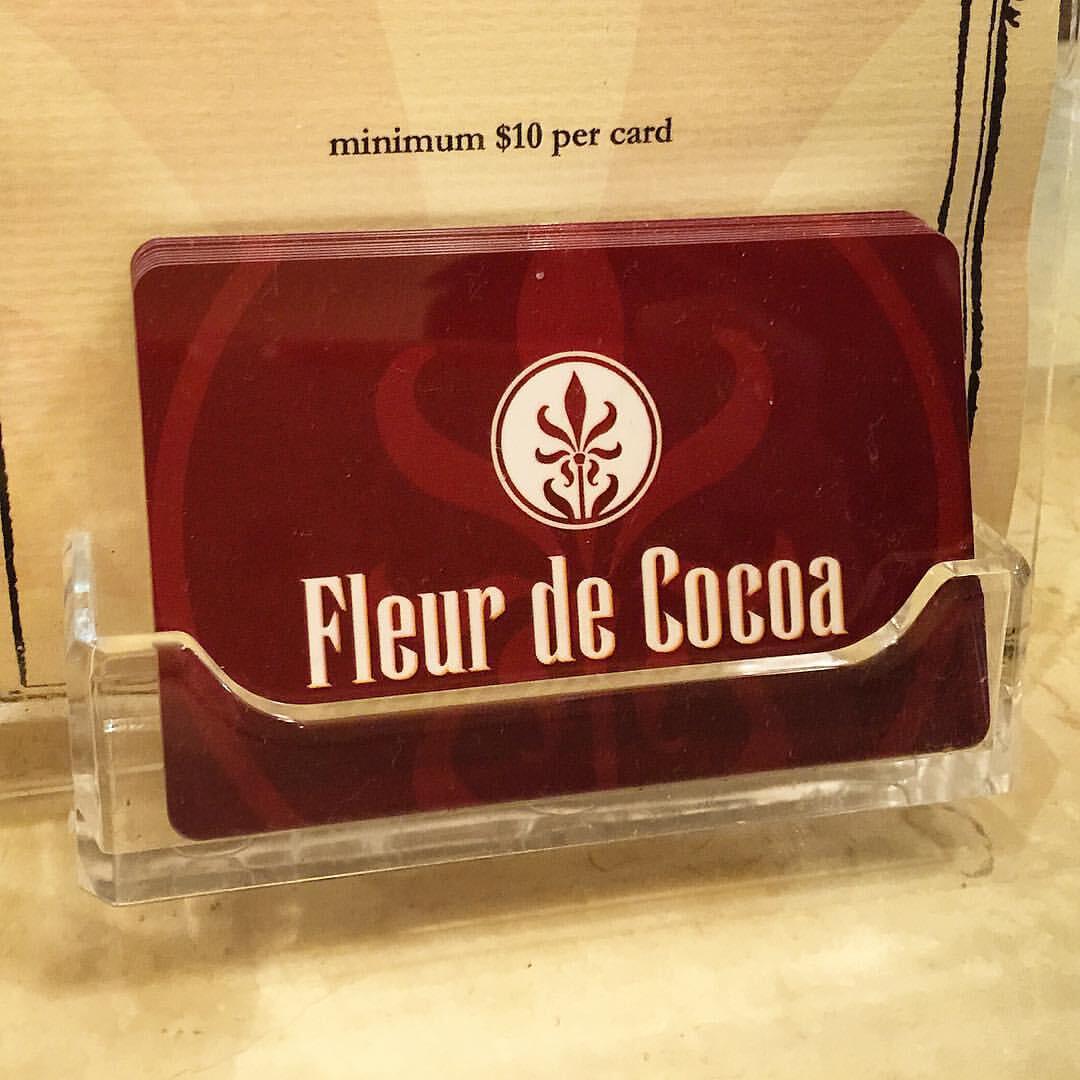 minimum $10 per card
Fleur de Cocoa